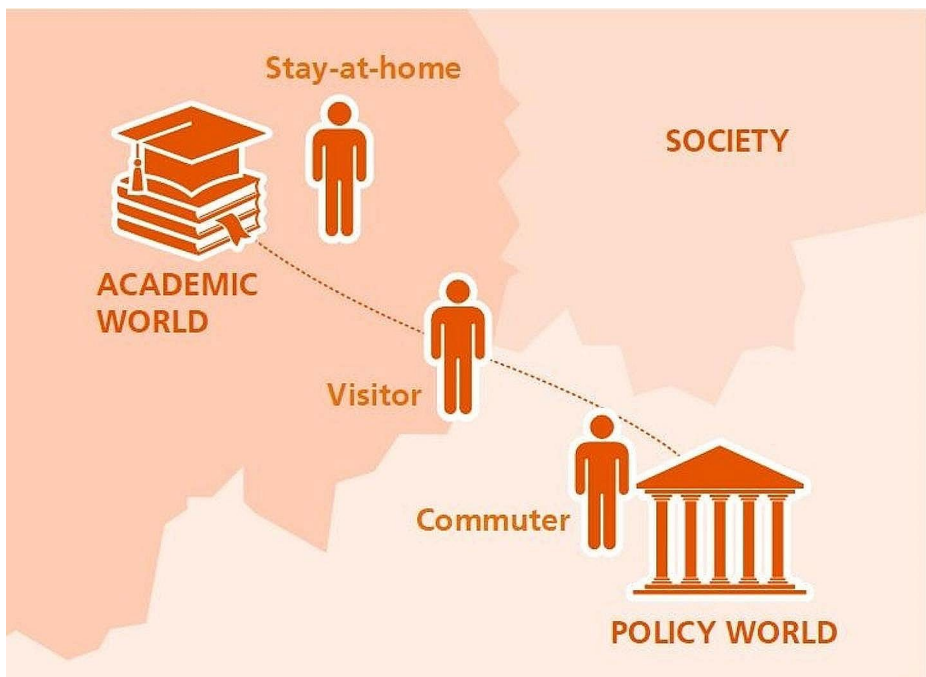 Stay-at-home
SOCIETY
ACADEMIC
WORLD
Visitor
Commuter
POLICY WORLD